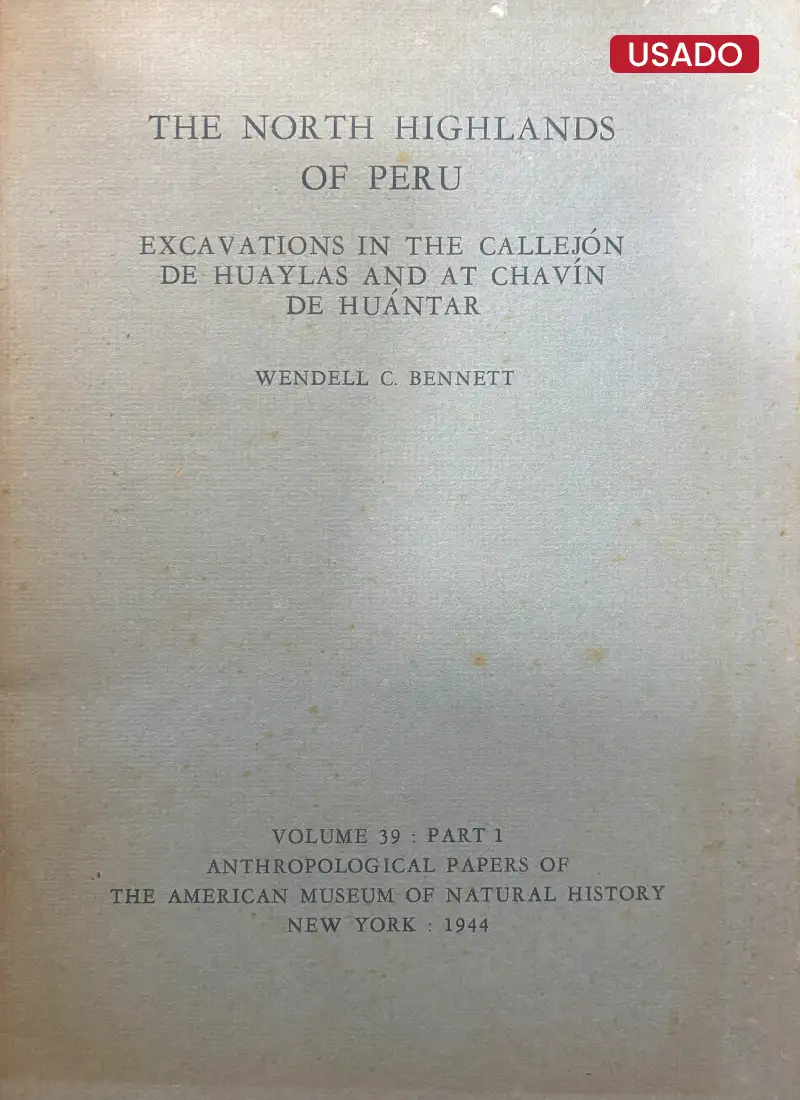 USADO
THE NORTH HIGHLANDS
OF PERU
EXCAVATIONS IN THE CALLEJÓN
DE HUAYLAS AND AT CHAVÍN
DE HUÁNTAR
WENDELL C. BENNETT
VOLUME 39 : PART 1
ANTHROPOLOGICAL PAPERS OF
THE AMERICAN MUSEUM OF NATURAL HISTORY
NEW YORK : 1944